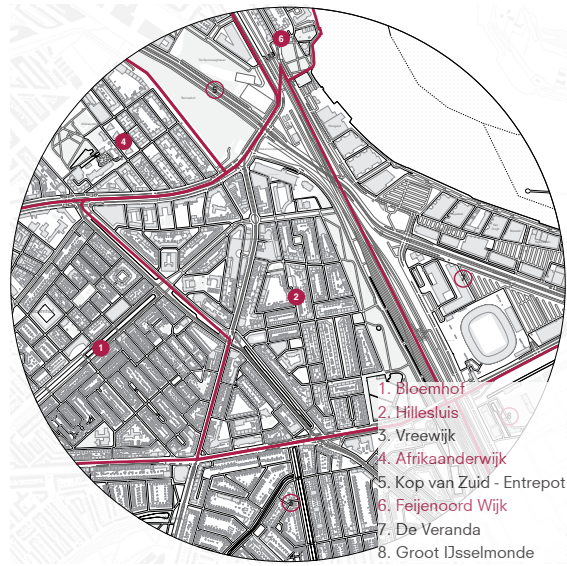 6
4
2
1
1. Bloemhof
2. Hillesluis
3. Vreewijk
4. Afrikaanderwijk
5. Kop van Zuid - Entrepot
6. Feijenoord Wijk
7. De Veranda
8. Groot IJsselmonde